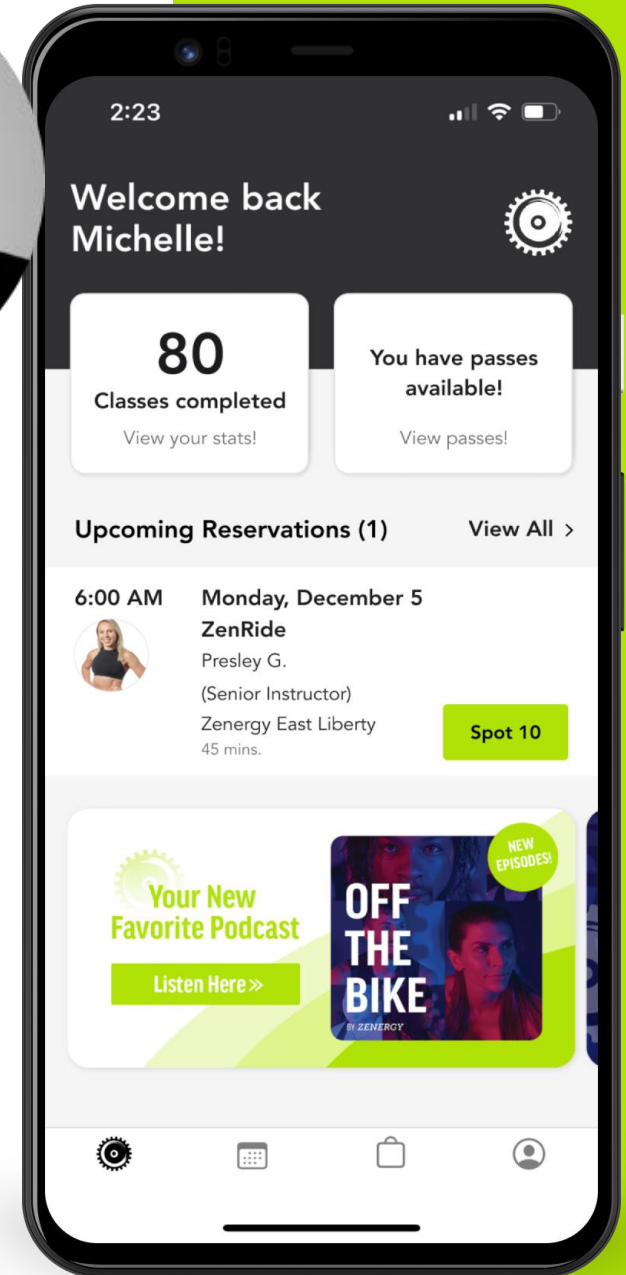 2:23
Welcome back
Michelle!
80
Classes completed
View your stats!
You have passes
available!
View passes!
Upcoming Reservations (1)
View All >
6:00 AM
Monday, December 5
ZenRide
Presley G.
(Senior Instructor)
Zenergy East Liberty
45 mins.
Spot 10
Your New
Favorite Podcast
Listen Here »
OFF
THE
BIKE
BY ZENERGY
NEW
EPISODES!